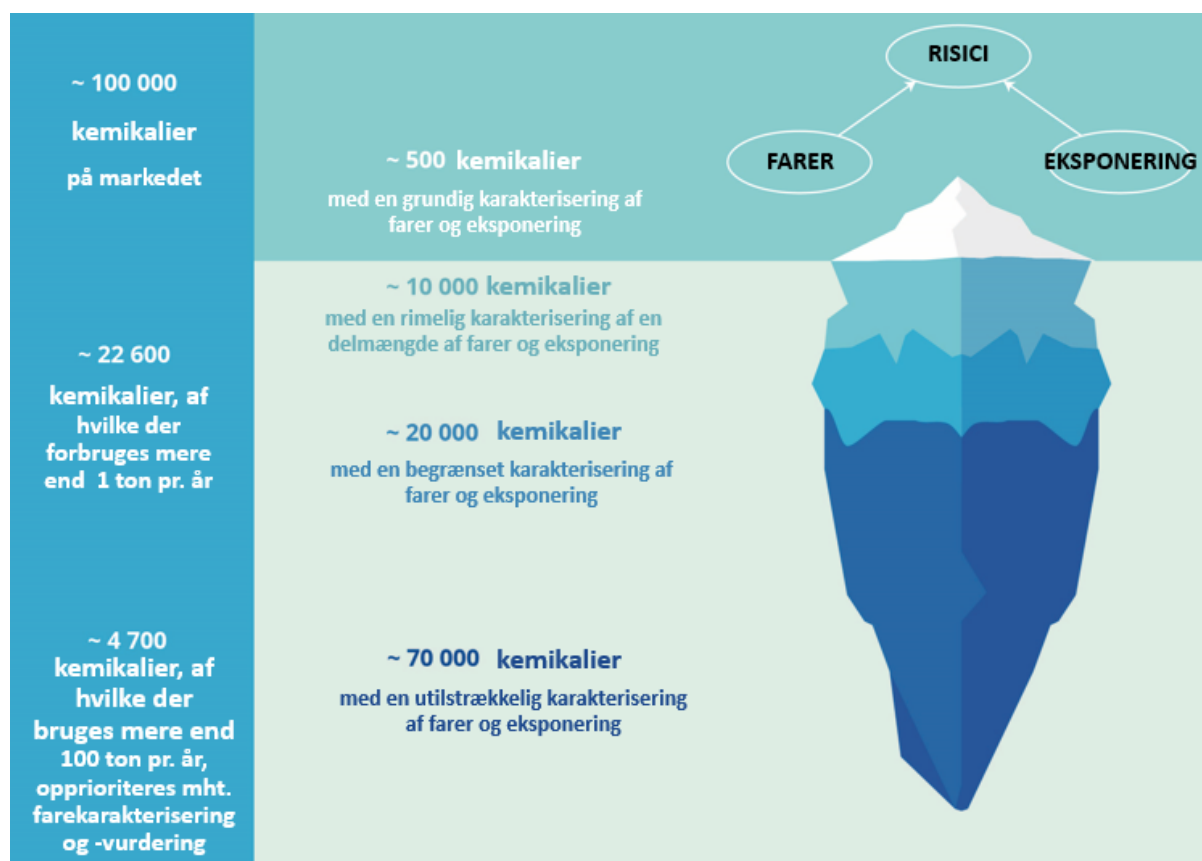 ~ 100 000
kemikalier
på markedet
~ 22 600
kemikalier, af
hvilke der
forbruges mere
end 1 ton pr. år
~ 4 700
kemikalier, af
hvilke der
bruges mere end
100 ton pr. år,
opprioriteres mht.
farekarakterisering
og -vurdering
~ 500 kemikalier
med en grundig karakterisering af
farer og eksponering
~ 10 000 kemikalier
med en rimelig karakterisering af en
delmængde af farer og eksponering
~ 20 000 kemikalier
med en begrænset karakterisering af
farer og eksponering
~ 70 000 kemikalier
med en utilstrækkelig karakterisering
af farer og eksponering
RISICI
FARER
EKSPONERING